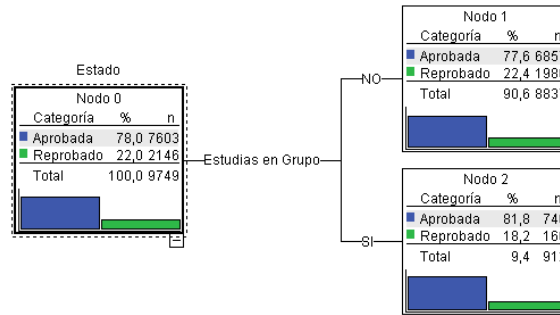 Estado
Nodo 0
Categoría % n
Aprobada 78,0 7603
Reprobado 22,0 2146
Total 100,0 9749
Estudias en Grupo
NO
Nodo 1
Categoría % n
Aprobada 77,6
Reprobado 22,4
Total 90,6
SI
Nodo 2
Categoría % n
Aprobada 81,8
Reprobado 18,2
Total 9,4